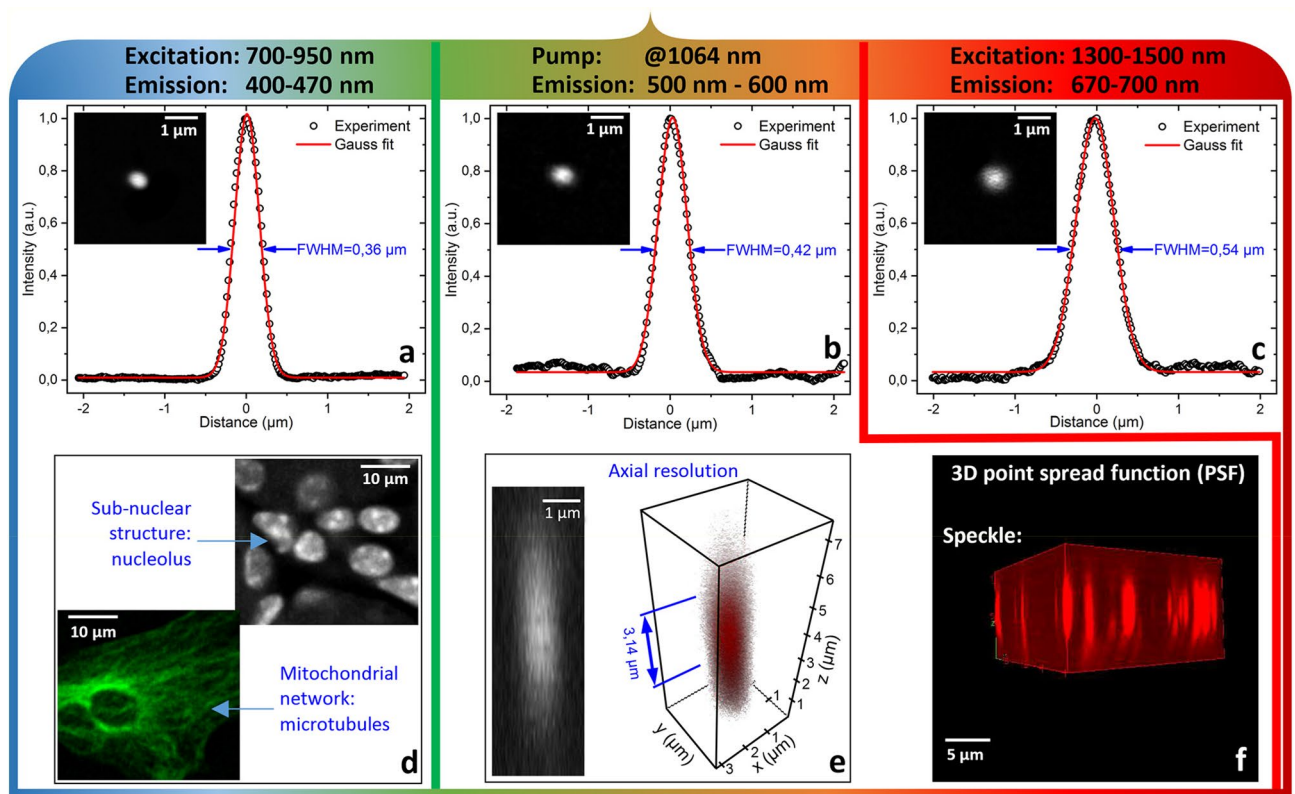 Excitation: 700-950 nm
Emission: 400-470 nm
Pump: @1064 nm
Emission: 500 nm - 600 nm
Excitation: 1300-1500 nm
Emission: 670-700 nm
1 µm
Experiment
Gauss fit
FWHM=0,36 µm
Intensity (a.u.)
1,0
0,8
0,6
0,4
0,2
0,0
-2
-1
0
1
2
Distance (µm)
a
1 µm
Experiment
Gauss fit
FWHM=0,42 µm
Intensity (a.u.)
1,0
0,8
0,6
0,4
0,2
0,0
-2
-1
0
1
2
Distance (µm)
b
1 µm
Experiment
Gauss fit
FWHM=0,54 µm
Intensity (a.u.)
1,0
0,8
0,6
0,4
0,2
0,0
-2
-1
0
1
2
Distance (µm)
c
10 µm
Sub-nuclear
structure:
nucleolus
10 µm
Mitochondrial
network:
microtubules
d
Axial resolution
1 µm
3,14 µm
7
6
5
4
3
2
1
z (µm)
1
y (µm)
3
2
1
x (µm)
e
3D point spread function (PSF)
Speckle:
5 µm
f